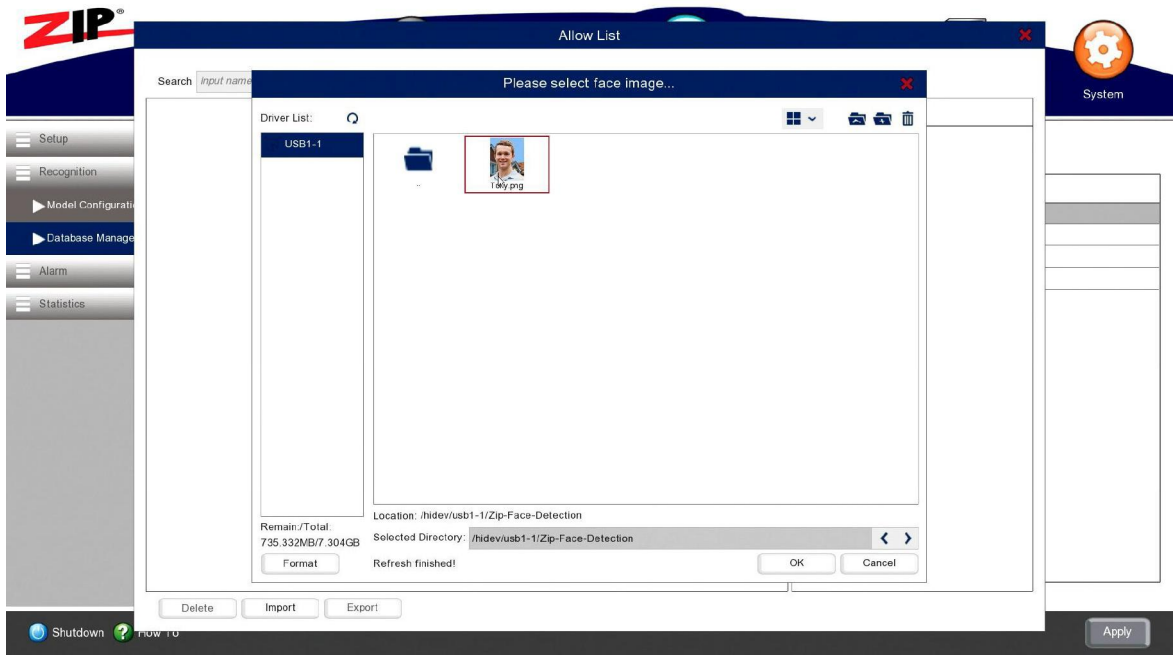 ZIP®
Allow List
Search Input name
Please select face image...
System
Driver List:
USB1-1
..
Setup
Recognition
Model Configurati
Database Manage
Alarm
Statistics
Location: /hidev/usb1-1/Zip-Face-Detection
Remain:/Total:
735.332MB/7.304GB
Selected Directory: /hidev/usb1-1/Zip-Face-Detection
Format
Refresh finished!
OK
Cancel
Delete
Import
Export
Shutdown
How To
Apply